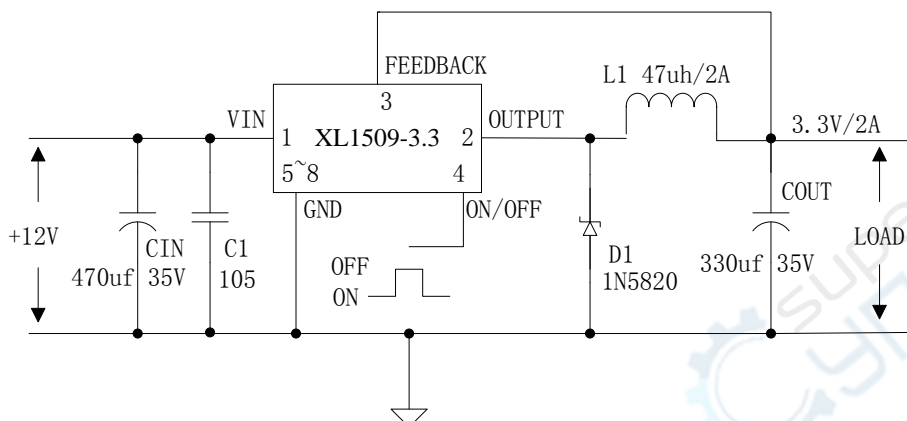 FEEDBACK
L1 47uh/2A
3
VIN
OUTPUT
3.3V/2A
1 XL1509-3.3 2
5~8
4
GND
ON/OFF
COUT
+12V
CIN
C1
OFF
D1
LOAD
470uf 35V
105
ON
1N5820
330uf 35V